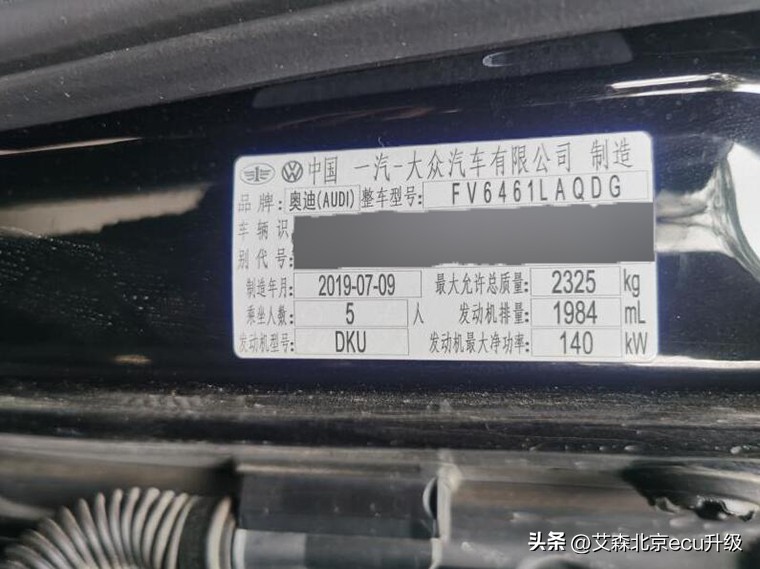 中国 一汽-大众汽车有限公司 制造
品牌: 奥迪(AUDI) 整车型号: FV6461LAQDG
车辆识
别代号:
制造年月: 2019-07-09 最大允许总质量: 2325 kg
乘坐人数: 5 人 发动机排量: 1984 mL
发动机型号: DKU 发动机最大净功率: 140 kW
头条 @艾森北京ecu升级